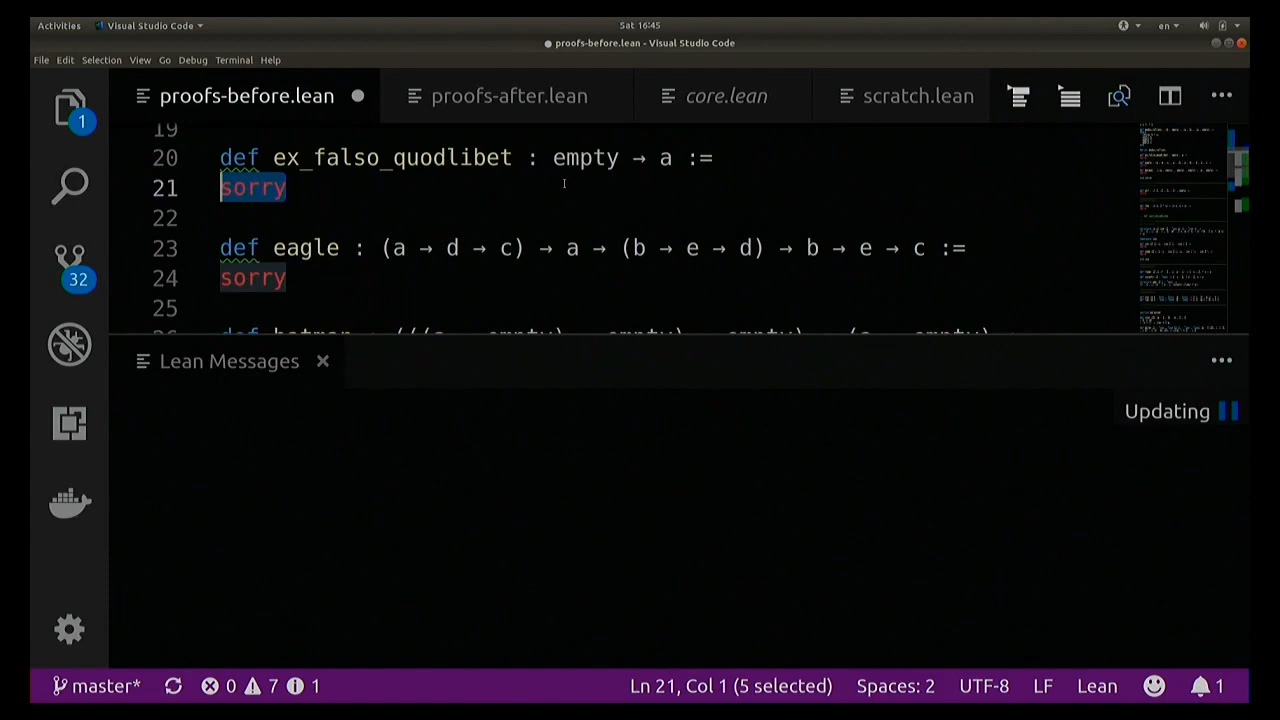 Activities Visual Studio Code Sat 16:45 en
● proofs-before.lean - Visual Studio Code
File Edit Selection View Go Debug Terminal Help
proofs-before.lean proofs-after.lean core.lean scratch.lean
1
19
20 def ex_falso_quodlibet : empty → a :=
21 sorry
22
23 def eagle : (a → d → c) → a → (b → e → d) → b → e → c :=
24 sorry
25
32
Lean Messages
Updating
master* 0 7 1 Ln 21, Col 1 (5 selected) Spaces: 2 UTF-8 LF Lean 1